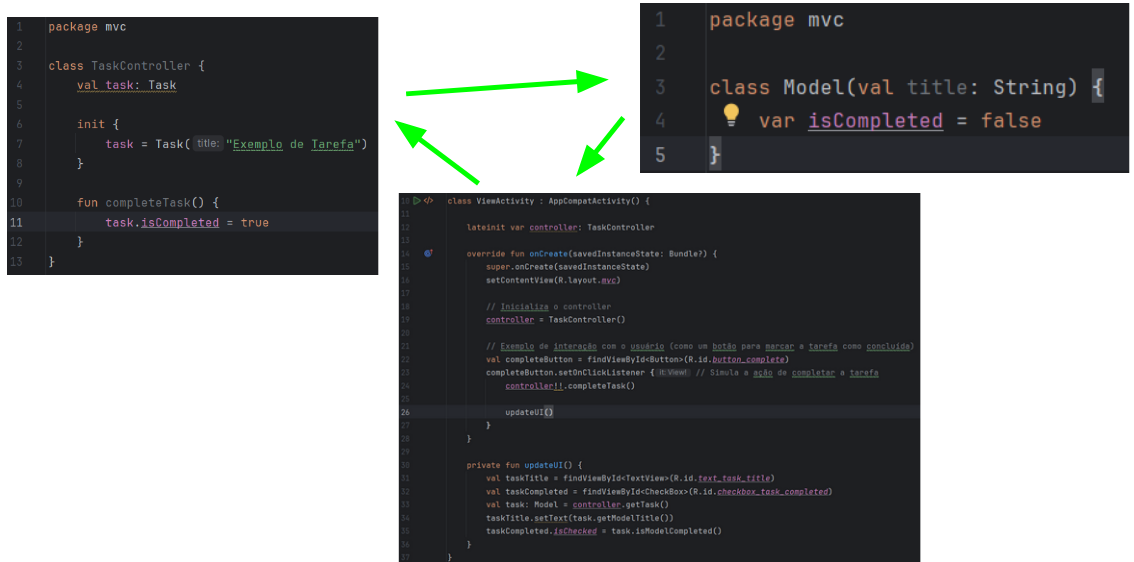 1 package mvc
2
3 class TaskController {
4 val task: Task
5
6 init {
7 task = Task( title: "Exemplo de Tarefa")
8 }
9
10 fun completeTask() {
11 task.isCompleted = true
12 }
13 }
1 package mvc
2
3 class Model(val title: String) {
4 var isCompleted = false
5 }
10 class ViewActivity : AppCompatActivity() {
11
12 lateinit var controller: TaskController
13
14 override fun onCreate(savedInstanceState: Bundle?) {
15 super.onCreate(savedInstanceState)
16 setContentView(R.layout.mvc)
17
18 // Inicializa o controller
19 controller = TaskController()
20
21 // Exemplo de interação com o usuário (como um botão para marcar a tarefa como concluída)
22 val completeButton = findViewById<Button>(R.id.button_complete)
23 completeButton.setOnClickListener { it: View! // Simula a ação de completar a tarefa
24 controller!!.completeTask()
25
26 updateUI()
27 }
28 }
29
30 private fun updateUI() {
31 val taskTitle = findViewById<TextView>(R.id.text_task_title)
32 val taskCompleted = findViewById<CheckBox>(R.id.checkbox_task_completed)
33 val task: Model = controller.getTask()
34 taskTitle.setText(task.getModelTitle())
35 taskCompleted.isChecked = task.isModelCompleted()
36 }
37 }